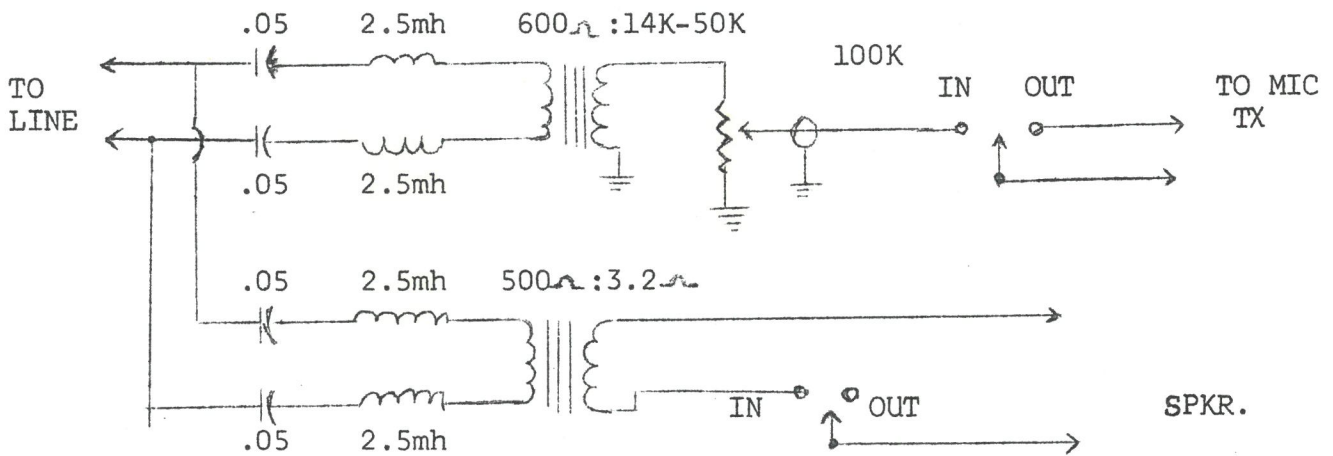 .05 2.5mh 600Ω:14K-50K
100K
IN OUT
TO LINE
TO MIC TX
.05 2.5mh
.05 2.5mh 500Ω:3.2Ω
IN OUT
SPKR.
.05 2.5mh